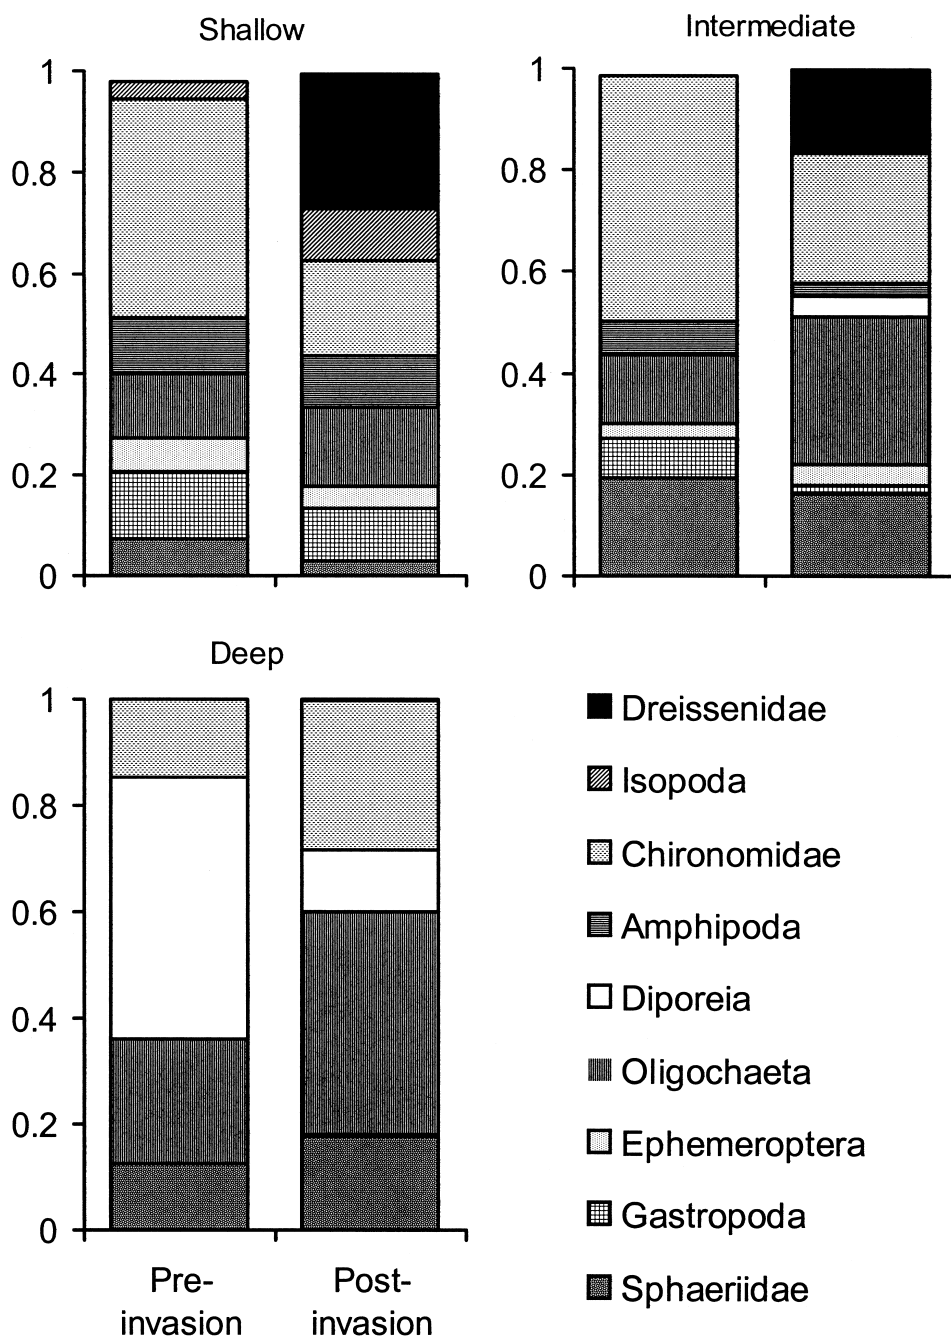 Shallow
1
0.8
0.6
0.4
0.2
0
Intermediate
1
0.8
0.6
0.4
0.2
0
Deep
1
0.8
0.6
0.4
0.2
0
Pre-
invasion
Post-
invasion
Dreissenidae
Isopoda
Chironomidae
Amphipoda
Diporeia
Oligochaeta
Ephemeroptera
Gastropoda
Sphaeriidae